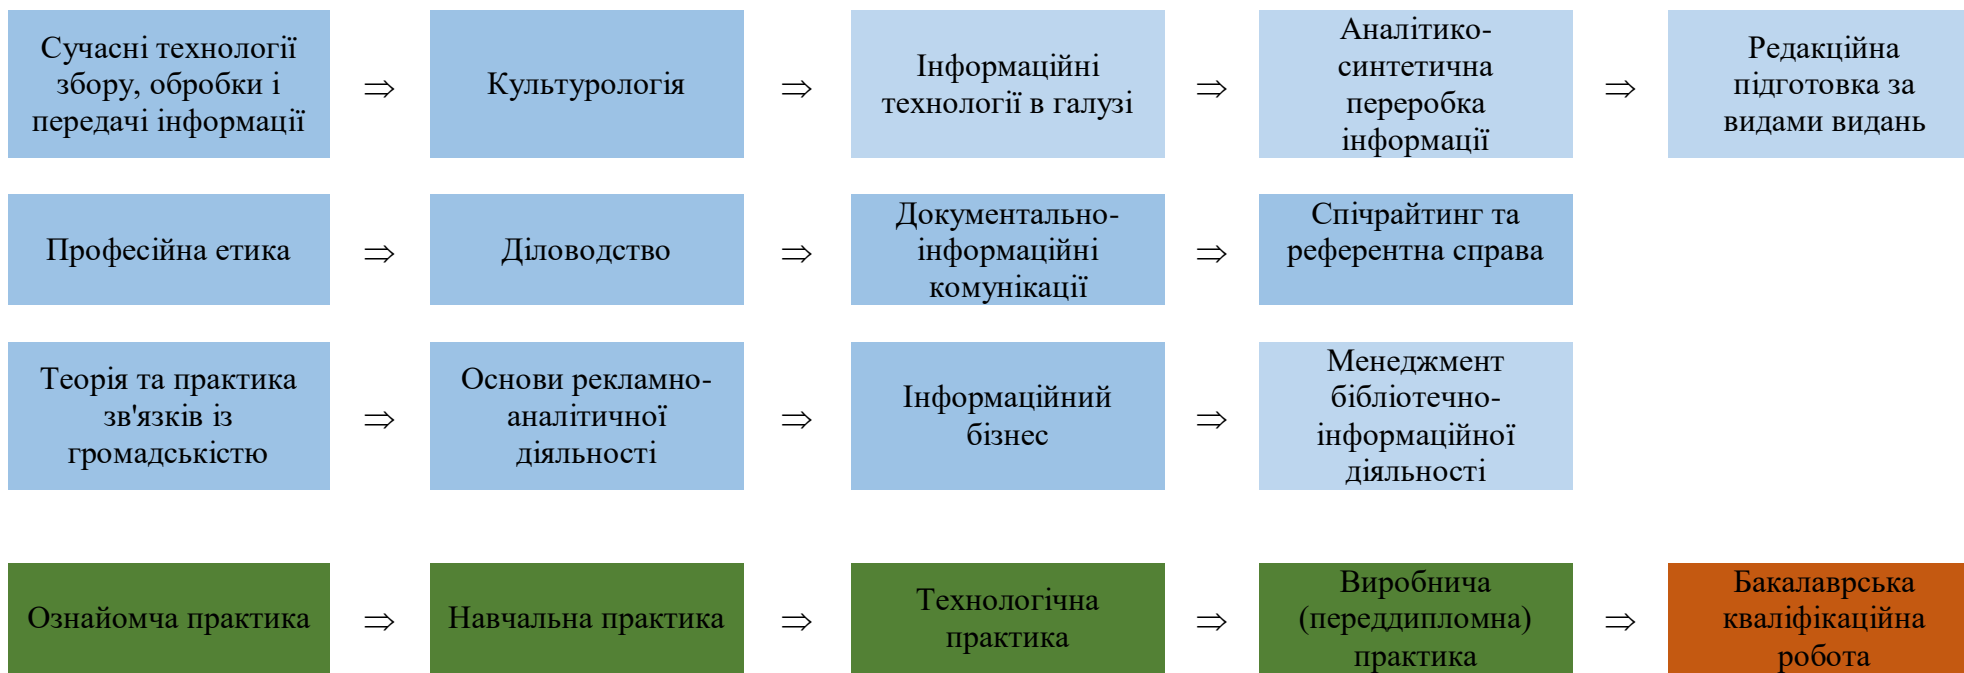 Сучасні технології
збору, обробки і
передачі інформації
⇒
Культурологія
⇒
Інформаційні
технології в галузі
⇒
Аналітико-
синтетична
переробка
інформації
⇒
Редакційна
підготовка за
видами видань
Професійна етика
⇒
Діловодство
⇒
Документально-
інформаційні
комунікації
⇒
Спічрайтинг та
референтна справа
Теорія та практика
зв'язків із
громадськістю
⇒
Основи рекламно-
аналітичної
діяльності
⇒
Інформаційний
бізнес
⇒
Менеджмент
бібліотечно-
інформаційної
діяльності
Ознайомча практика
⇒
Навчальна практика
⇒
Технологічна
практика
⇒
Виробнича
(переддипломна)
практика
⇒
Бакалаврська
кваліфікаційна
робота